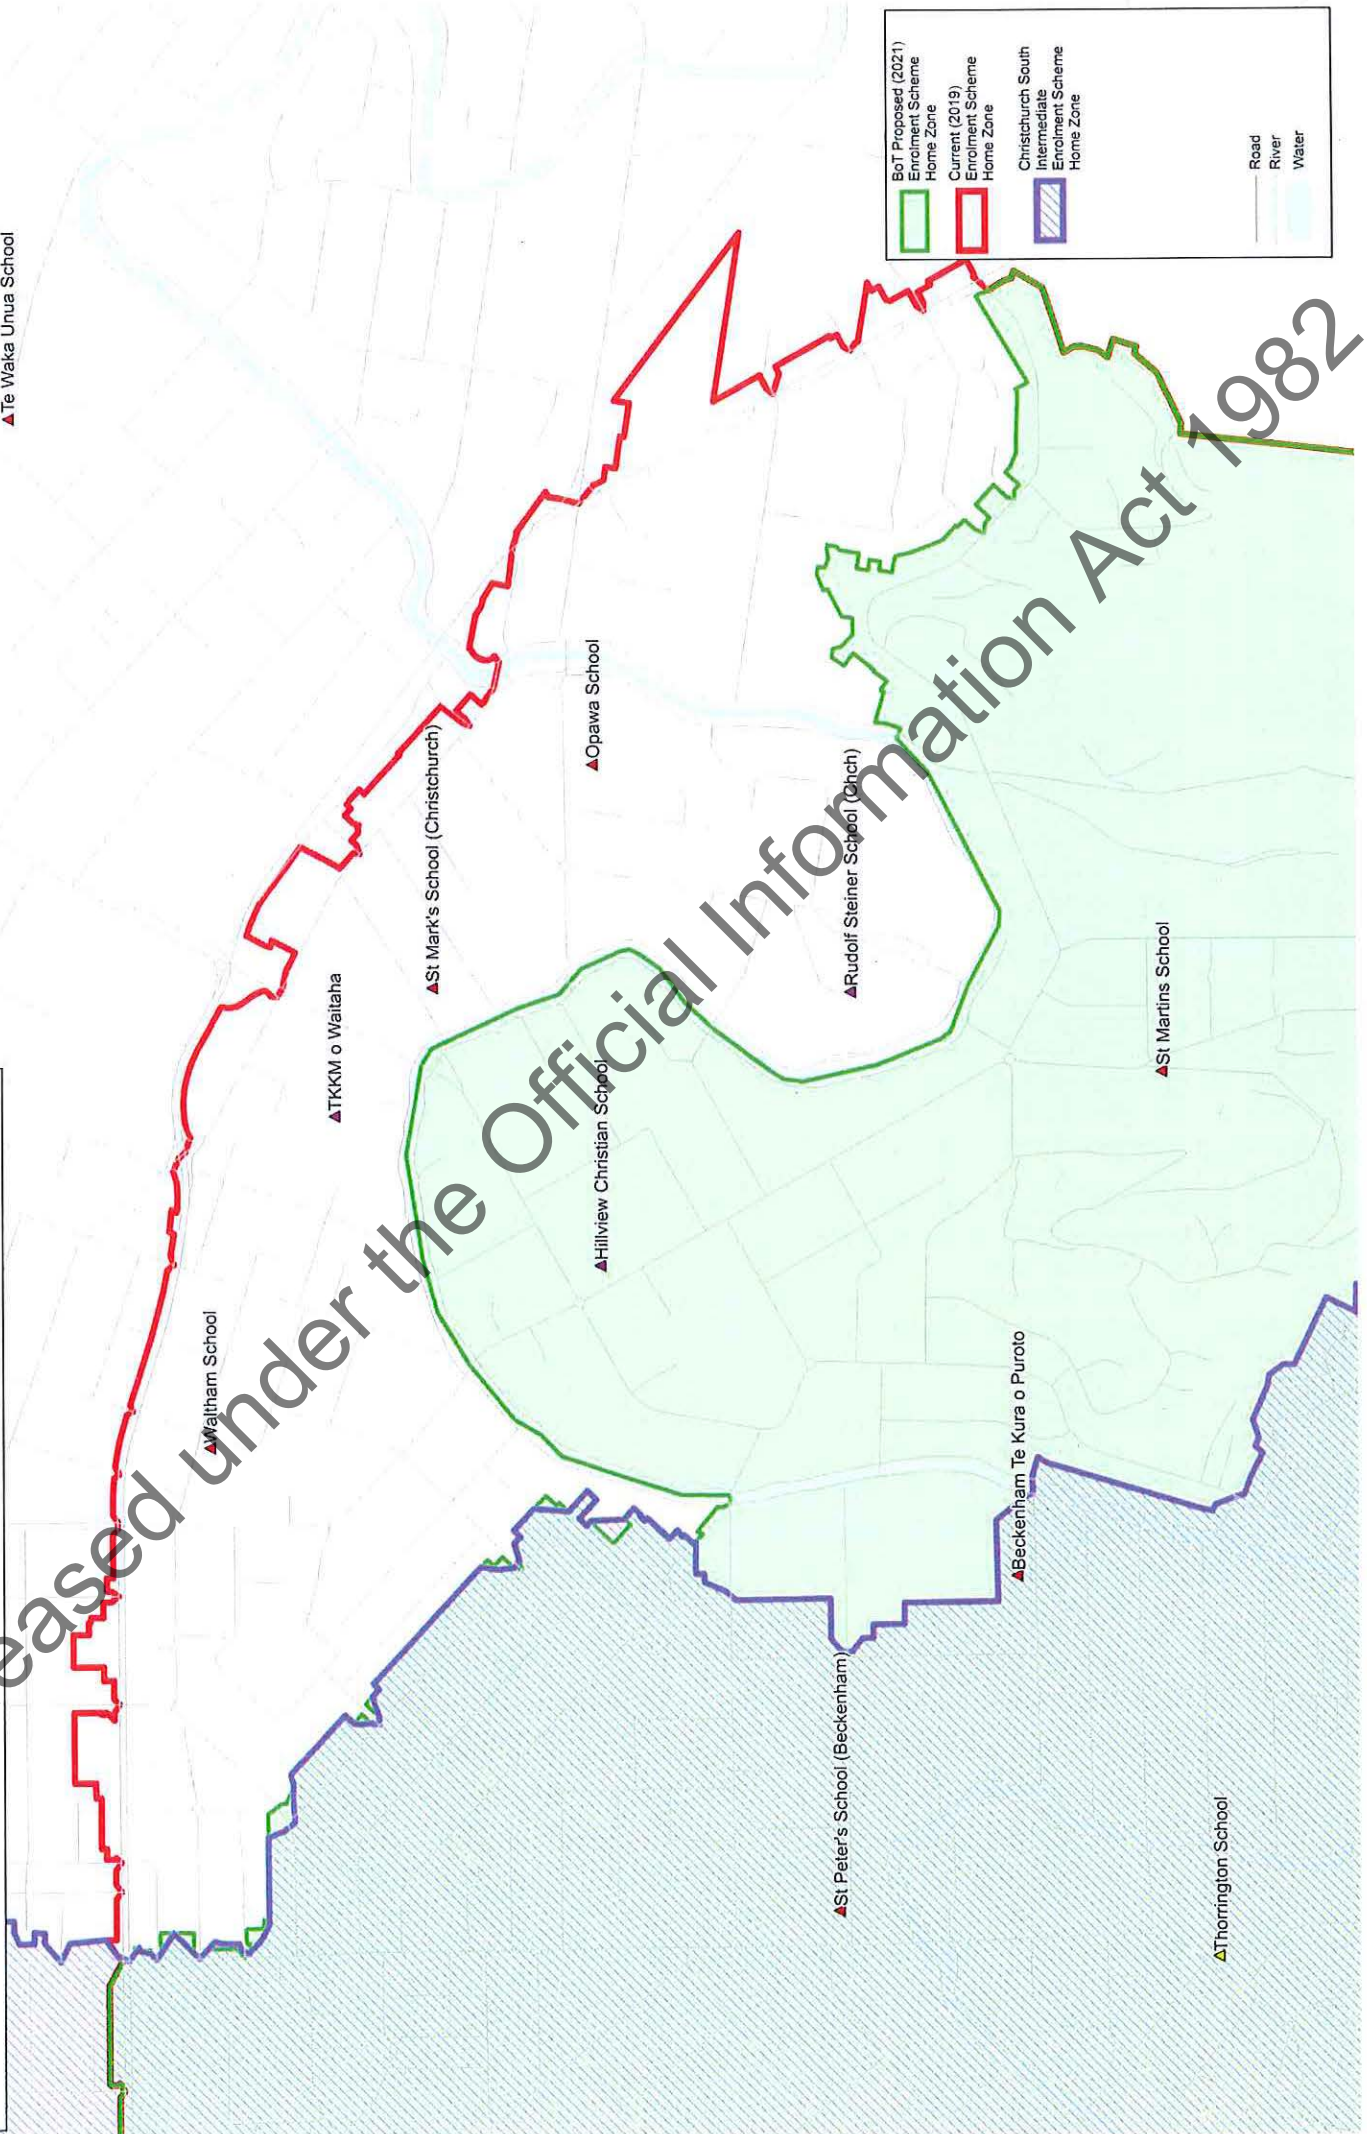 Te Waka Unua School
TKKM o Waitaha
St Mark's School (Christchurch)
Opawa School
Waltham School
Hillview Christian School
Rudolf Steiner School (Chch)
St Martins School
Beckenham Te Kura o Puroto
St Peter's School (Beckenham)
Thorrington School
BoT Proposed (2021)
Enrolment Scheme
Home Zone
Current (2019)
Enrolment Scheme
Home Zone
Christchurch South
Intermediate
Enrolment Scheme
Home Zone
Road
River
Water
eased under the Official Information Act 1982